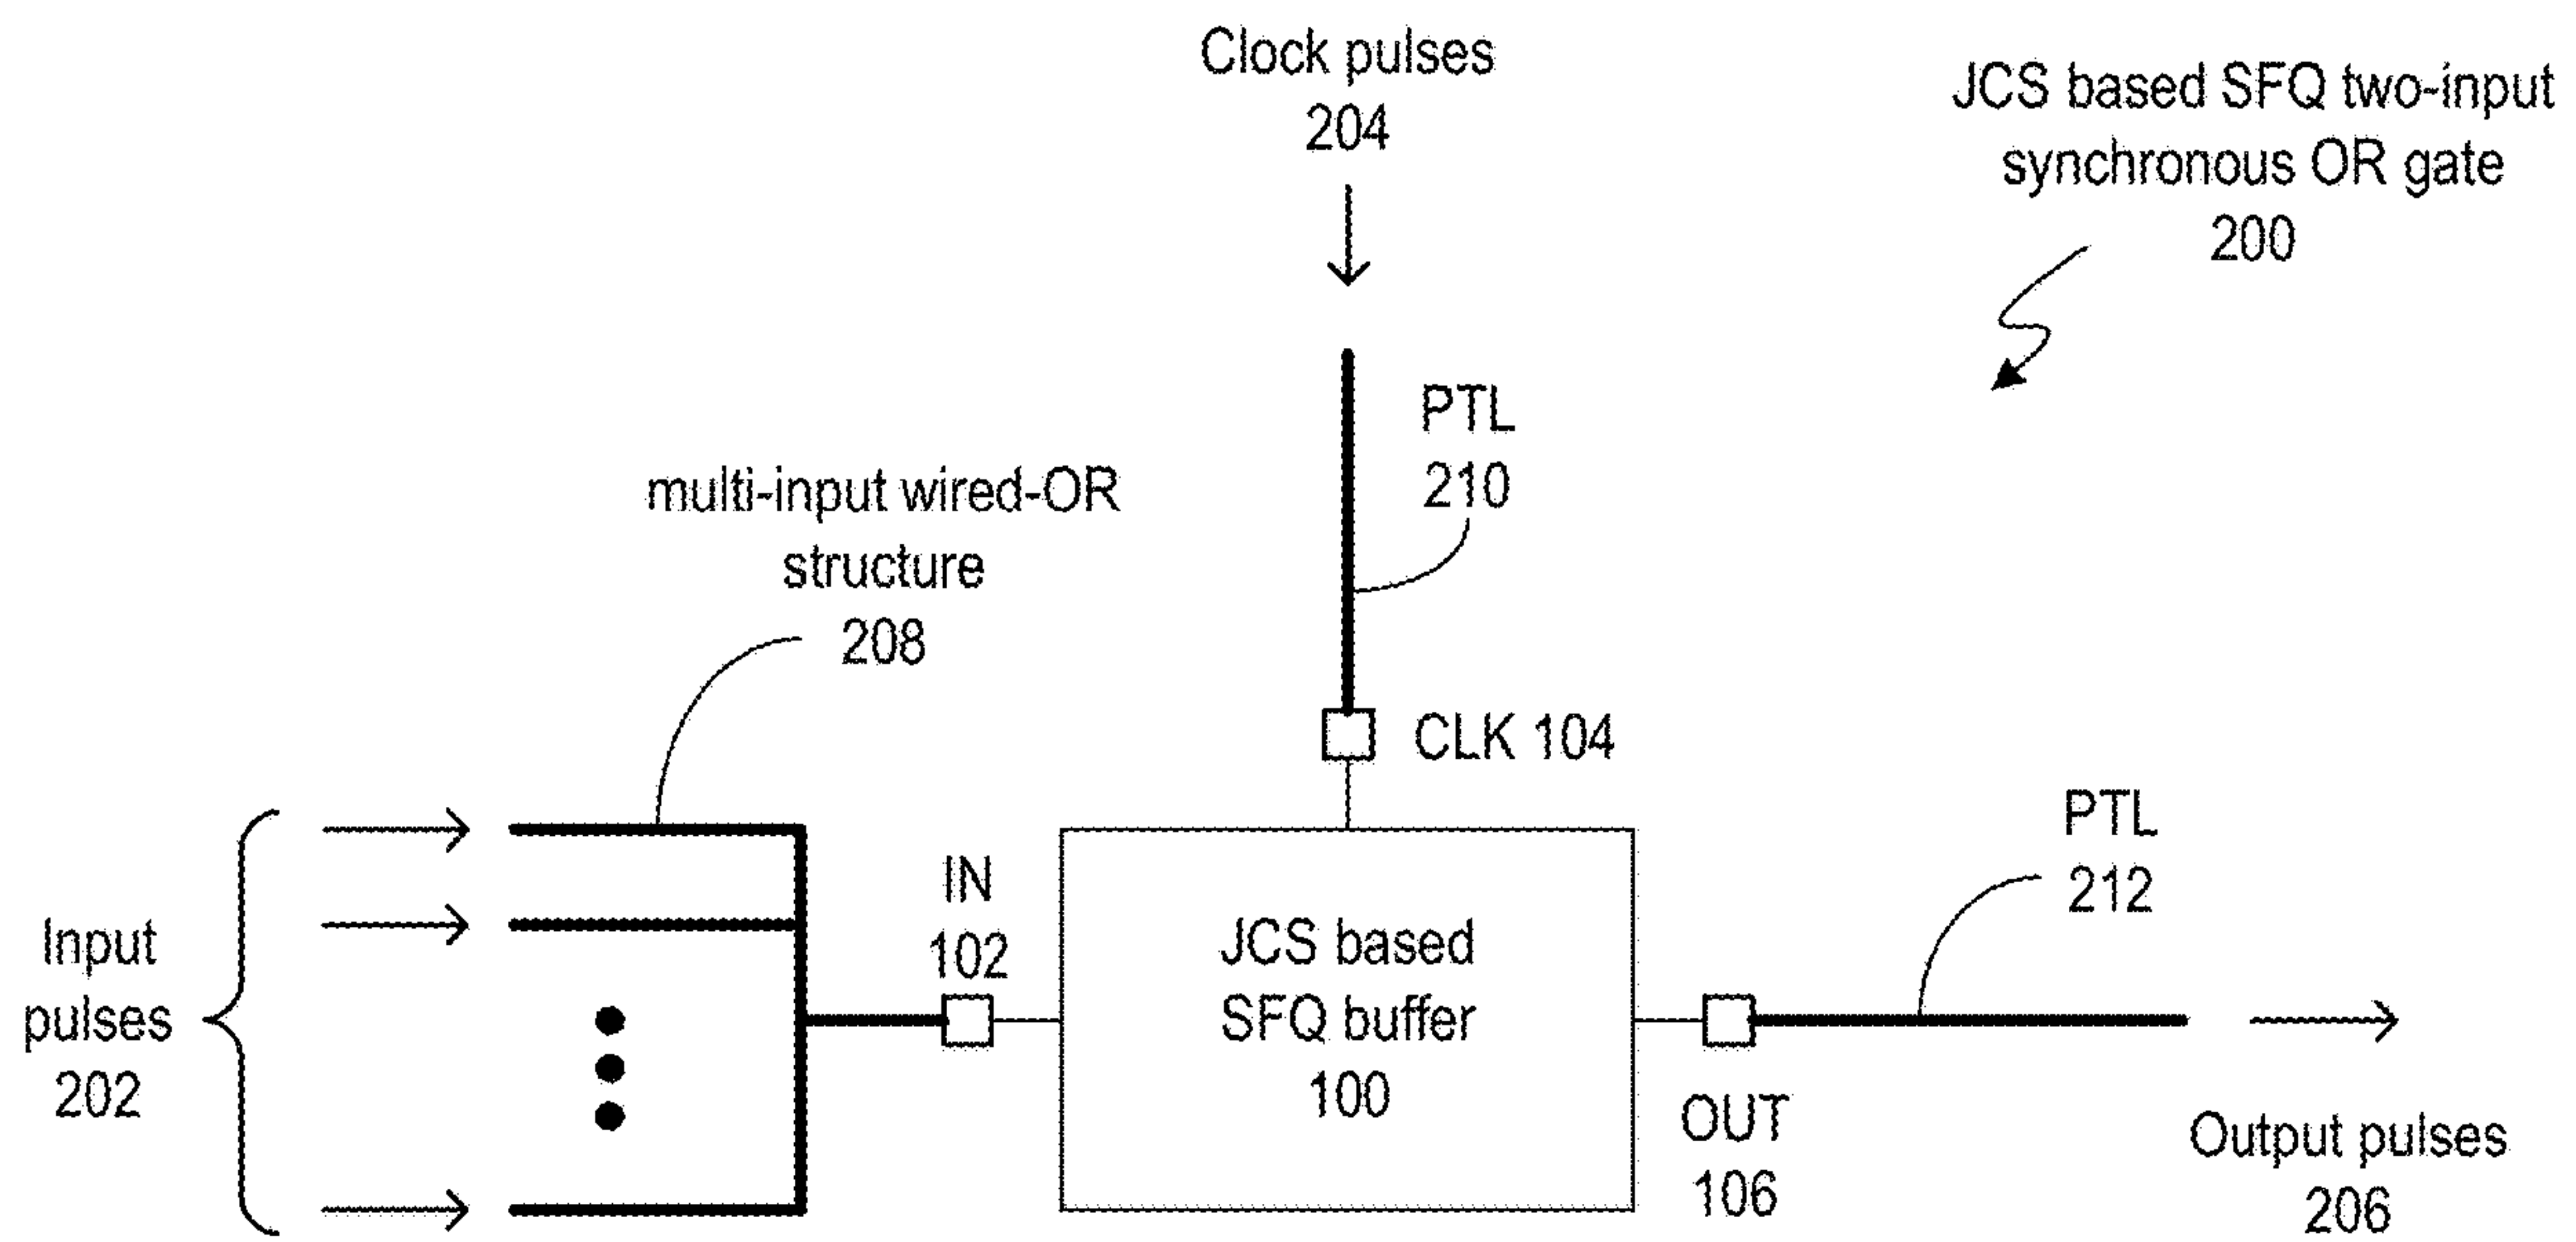 Clock pulses
204
JCS based SFQ two-input
synchronous OR gate
200
PTL
210
multi-input wired-OR
structure
208
CLK 104
PTL
212
IN
102
Input
pulses
202
JCS based
SFQ buffer
100
OUT
106
Output pulses
206